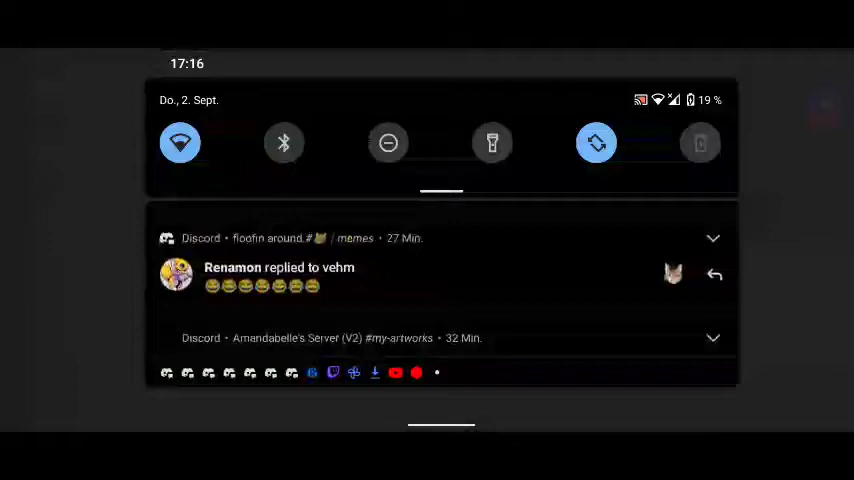 17:16
Do., 2. Sept.
19 %
Discord • floofin around #🐱 / memes • 27 Min.
Renamon replied to vehm
😂😂😂😂😂😂😂
Discord • Amandabelle's Server (V2) #my-artworks • 32 Min.